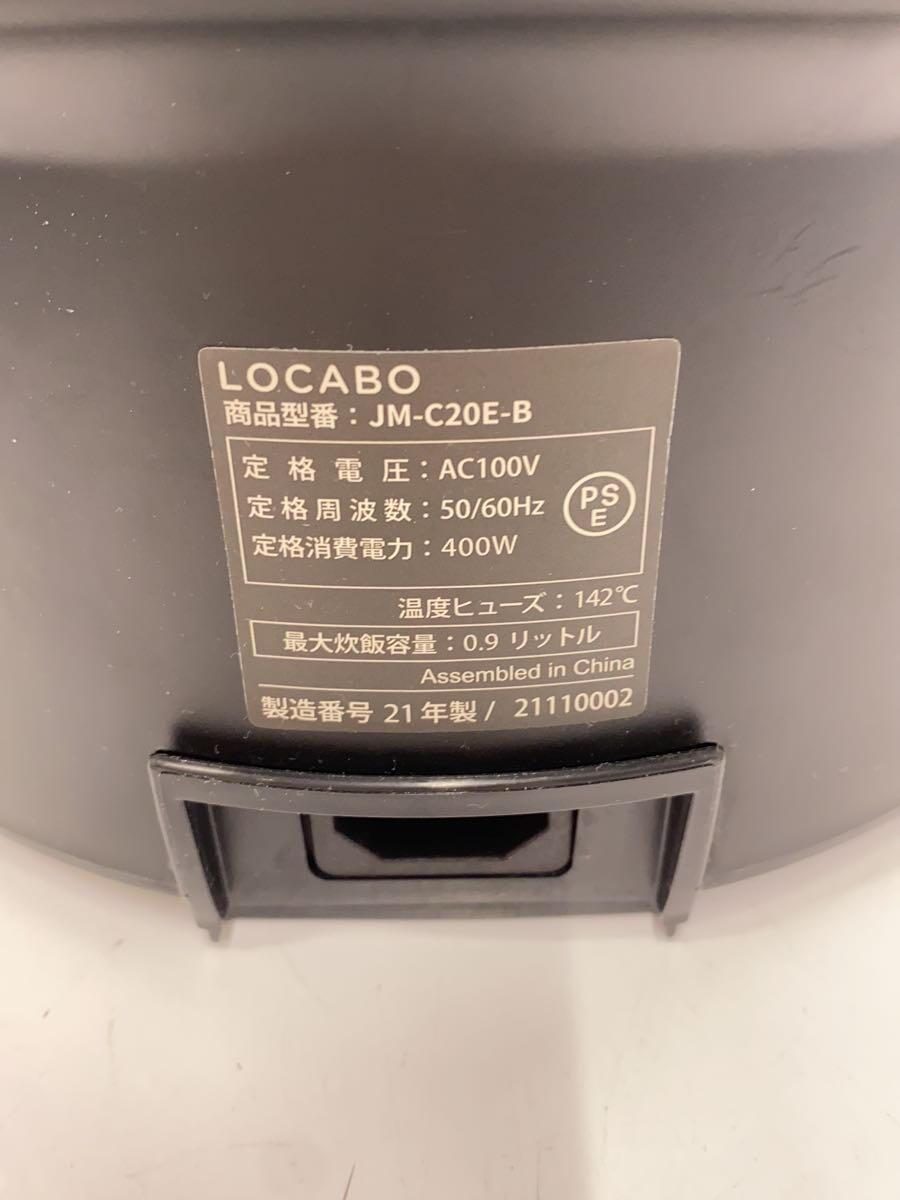 LOCABO
商品型番：JM-C20E-B
定格電圧：AC100V
定格周波数：50/60Hz
定格消費電力：400W
PS
E
温度ヒューズ：142℃
最大炊飯容量：0.9 リットル
Assembled in China
製造番号 21年製 / 21110002